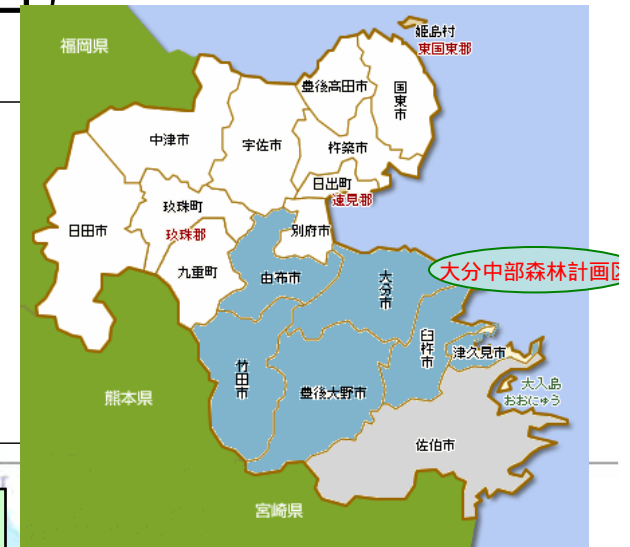 福岡県
姫島村
東国東郡
豊後高田市
国東市
中津市
宇佐市
杵築市
日出町
速見郡
玖珠町
玖珠郡
日田市
別府市
九重町
由布市
大分市
大分中部森林計画区
臼杵市
津久見市
竹田市
豊後大野市
大入島
おおにゅう
熊本県
佐伯市
宮崎県